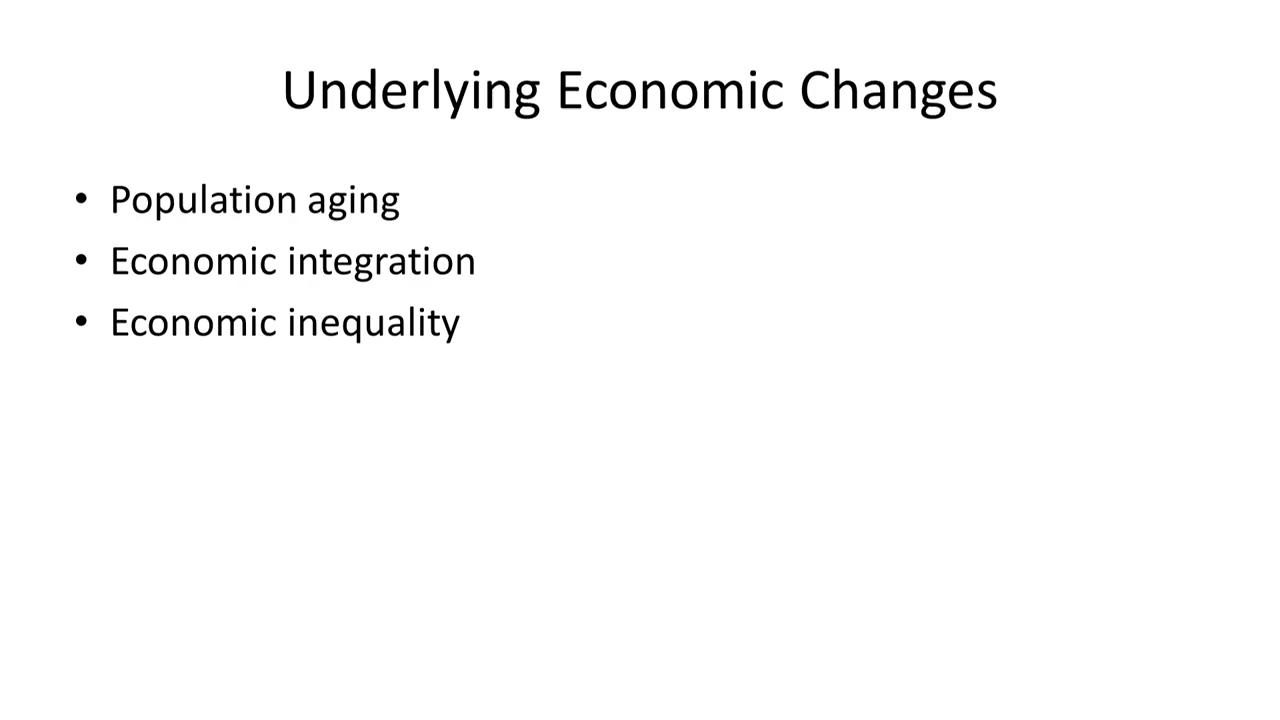 Underlying Economic Changes
• Population aging
• Economic integration
• Economic inequality